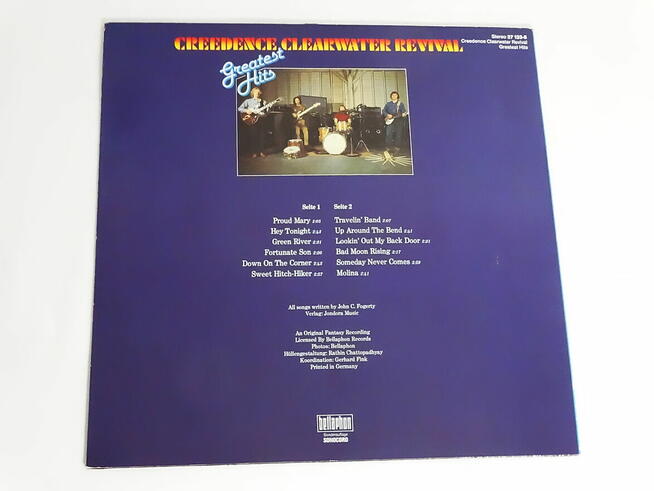 CREEDENCE CLEARWATER REVIVAL
Greatest
Hits
Stereo 27 123-5
Creedence Clearwater Revival
Greatest Hits
Seite 1
Proud Mary
Hey Tonight
Green River
Fortunate Son
Down On The Corner
Sweet Hitch-Hiker
Seite 2
Travelin' Band
Up Around The Bend
Lookin' Out My Back Door
Bad Moon Rising
Someday Never Comes
Molina
All songs written by John C. Fogerty
Verlag: Jondora Music
An Original Fantasy Recording
Licensed By Bellaphon Records
Photos: Bellaphon
Hüllengestaltung: Rathin Chattopadhyay
Koordination: Gerhard Fink
Printed in Germany
bellaphon
Sonderauflage
SONOCORD